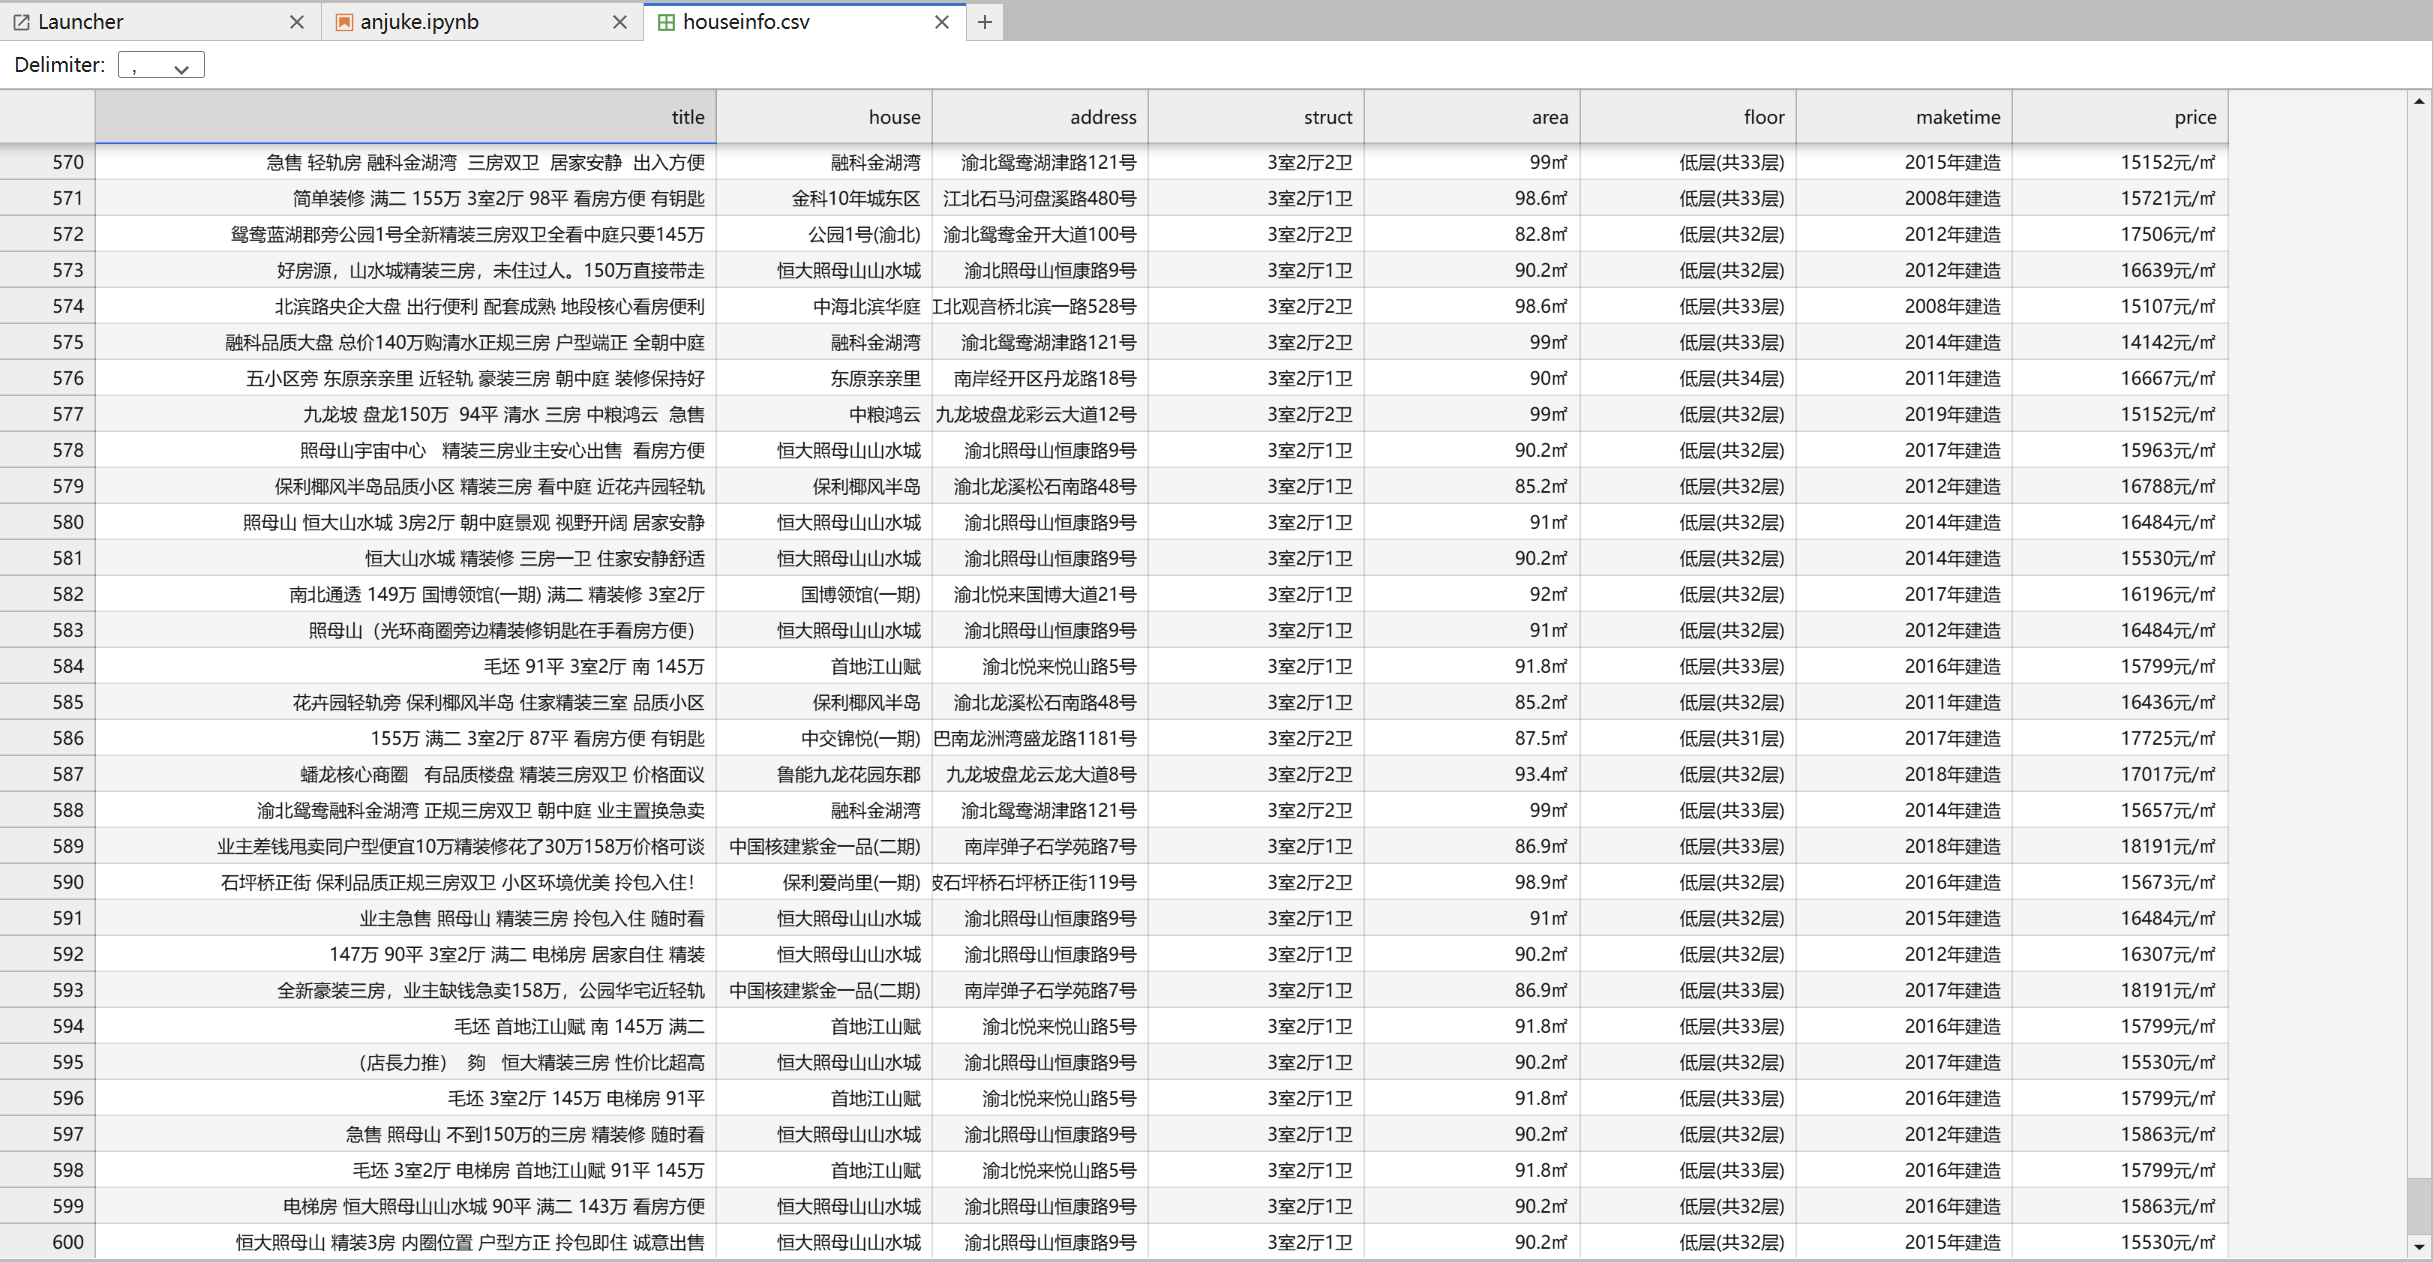 Launcher anjuke.ipynb houseinfo.csv
Delimiter: ,
title house address struct area floor maketime price
570 急售 轻轨房 融科金湖湾 三房双卫 居家安静 出入方便 融科金湖湾 渝北鸳鸯湖津路121号 3室2厅2卫 99㎡ 低层(共33层) 2015年建造 15152元/㎡
571 简单装修 满二 155万 3室2厅 98平 看房方便 有钥匙 金科10年城东区 江北石马河盘溪路480号 3室2厅1卫 98.6㎡ 低层(共33层) 2008年建造 15721元/㎡
572 鸳鸯蓝湖郡旁公园1号全新精装三房双卫全看中庭只要145万 公园1号(渝北) 渝北鸳鸯金开大道100号 3室2厅2卫 82.8㎡ 低层(共32层) 2012年建造 17506元/㎡
573 好房源，山水城精装三房，未住过人。150万直接带走 恒大照母山山水城 渝北照母山恒康路9号 3室2厅1卫 90.2㎡ 低层(共32层) 2012年建造 16639元/㎡
574 北滨路央企大盘 出行便利 配套成熟 地段核心看房便利 中海北滨华庭 江北观音桥北滨一路528号 3室2厅2卫 98.6㎡ 低层(共33层) 2008年建造 15107元/㎡
575 融科品质大盘 总价140万购清水正规三房 户型端正 全朝中庭 融科金湖湾 渝北鸳鸯湖津路121号 3室2厅2卫 99㎡ 低层(共33层) 2014年建造 14142元/㎡
576 五小区旁 东原亲亲里 近轻轨 豪装三房 朝中庭 装修保持好 东原亲亲里 南岸经开区丹龙路18号 3室2厅1卫 90㎡ 低层(共34层) 2011年建造 16667元/㎡
577 九龙坡 盘龙150万 94平 清水 三房 中粮鸿云 急售 中粮鸿云 九龙坡盘龙彩云大道12号 3室2厅2卫 99㎡ 低层(共32层) 2019年建造 15152元/㎡
578 照母山宇宙中心 精装三房业主安心出售 看房方便 恒大照母山山水城 渝北照母山恒康路9号 3室2厅1卫 90.2㎡ 低层(共32层) 2017年建造 15963元/㎡
579 保利椰风半岛品质小区 精装三房 看中庭 近花卉园轻轨 保利椰风半岛 渝北龙溪松石南路48号 3室2厅1卫 85.2㎡ 低层(共32层) 2012年建造 16788元/㎡
580 照母山 恒大山水城 3房2厅 朝中庭景观 视野开阔 居家安静 恒大照母山山水城 渝北照母山恒康路9号 3室2厅1卫 91㎡ 低层(共32层) 2014年建造 16484元/㎡
581 恒大山水城 精装修 三房一卫 住家安静舒适 恒大照母山山水城 渝北照母山恒康路9号 3室2厅1卫 90.2㎡ 低层(共32层) 2014年建造 15530元/㎡
582 南北通透 149万 国博领馆(一期) 满二 精装修 3室2厅 国博领馆(一期) 渝北悦来国博大道21号 3室2厅1卫 92㎡ 低层(共32层) 2017年建造 16196元/㎡
583 照母山（光环商圈旁边精装修钥匙在手看房方便） 恒大照母山山水城 渝北照母山恒康路9号 3室2厅1卫 91㎡ 低层(共32层) 2012年建造 16484元/㎡
584 毛坯 91平 3室2厅 南 145万 首地江山赋 渝北悦来悦山路5号 3室2厅1卫 91.8㎡ 低层(共33层) 2016年建造 15799元/㎡
585 花卉园轻轨旁 保利椰风半岛 住家精装三室 品质小区 保利椰风半岛 渝北龙溪松石南路48号 3室2厅1卫 85.2㎡ 低层(共32层) 2011年建造 16436元/㎡
586 155万 满二 3室2厅 87平 看房方便 有钥匙 中交锦悦(一期) 巴南龙洲湾盛龙路1181号 3室2厅2卫 87.5㎡ 低层(共31层) 2017年建造 17725元/㎡
587 蟠龙核心商圈 有品质楼盘 精装三房双卫 价格面议 鲁能九龙花园东郡 九龙坡盘龙云龙大道8号 3室2厅2卫 93.4㎡ 低层(共32层) 2018年建造 17017元/㎡
588 渝北鸳鸯融科金湖湾 正规三房双卫 朝中庭 业主置换急卖 融科金湖湾 渝北鸳鸯湖津路121号 3室2厅2卫 99㎡ 低层(共33层) 2014年建造 15657元/㎡
589 业主差钱甩卖同户型便宜10万精装修花了30万158万价格可谈 中国核建紫金一品(二期) 南岸弹子石学苑路7号 3室2厅1卫 86.9㎡ 低层(共33层) 2018年建造 18191元/㎡
590 石坪桥正街 保利品质正规三房双卫 小区环境优美 拎包入住！ 保利爱尚里(一期) 坡石坪桥石坪桥正街119号 3室2厅2卫 98.9㎡ 低层(共32层) 2016年建造 15673元/㎡
591 业主急售 照母山 精装三房 拎包入住 随时看 恒大照母山山水城 渝北照母山恒康路9号 3室2厅1卫 91㎡ 低层(共32层) 2015年建造 16484元/㎡
592 147万 90平 3室2厅 满二 电梯房 居家自住 精装 恒大照母山山水城 渝北照母山恒康路9号 3室2厅1卫 90.2㎡ 低层(共32层) 2012年建造 16307元/㎡
593 全新豪装三房，业主缺钱急卖158万，公园华宅近轻轨 中国核建紫金一品(二期) 南岸弹子石学苑路7号 3室2厅1卫 86.9㎡ 低层(共33层) 2017年建造 18191元/㎡
594 毛坯 首地江山赋 南 145万 满二 首地江山赋 渝北悦来悦山路5号 3室2厅1卫 91.8㎡ 低层(共33层) 2016年建造 15799元/㎡
595 （店長力推） 夠 恒大精装三房 性价比超高 恒大照母山山水城 渝北照母山恒康路9号 3室2厅1卫 90.2㎡ 低层(共32层) 2017年建造 15530元/㎡
596 毛坯 3室2厅 145万 电梯房 91平 首地江山赋 渝北悦来悦山路5号 3室2厅1卫 91.8㎡ 低层(共33层) 2016年建造 15799元/㎡
597 急售 照母山 不到150万的三房 精装修 随时看 恒大照母山山水城 渝北照母山恒康路9号 3室2厅1卫 90.2㎡ 低层(共32层) 2012年建造 15863元/㎡
598 毛坯 3室2厅 电梯房 首地江山赋 91平 145万 首地江山赋 渝北悦来悦山路5号 3室2厅1卫 91.8㎡ 低层(共33层) 2016年建造 15799元/㎡
599 电梯房 恒大照母山山水城 90平 满二 143万 看房方便 恒大照母山山水城 渝北照母山恒康路9号 3室2厅1卫 90.2㎡ 低层(共32层) 2016年建造 15863元/㎡
600 恒大照母山 精装3房 内圈位置 户型方正 拎包即住 诚意出售 恒大照母山山水城 渝北照母山恒康路9号 3室2厅1卫 90.2㎡ 低层(共32层) 2015年建造 15530元/㎡